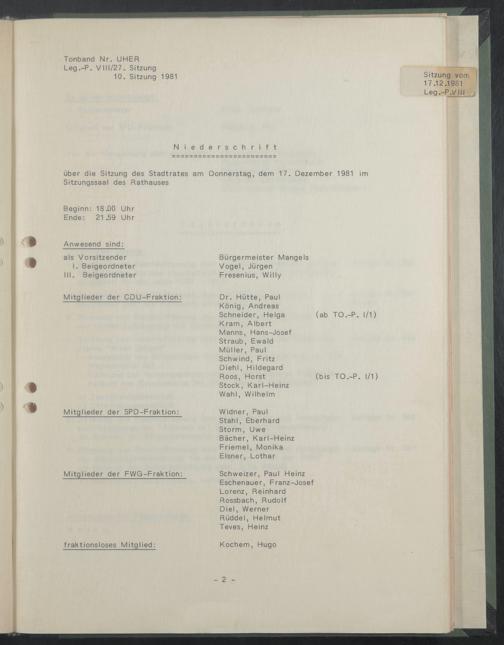 Tonband Nr. UHER
Leg.-P. VIII/27. Sitzung
10. Sitzung 1981
Sitzung vom
17.12.1981
Leg.-P.VIII
N i e d e r s c h r i f t
========================
über die Sitzung des Stadtrates am Donnerstag, dem 17. Dezember 1981 im
Sitzungssaal des Rathauses
Beginn: 18.00 Uhr
Ende: 21.59 Uhr
Anwesend sind:
als Vorsitzender Bürgermeister Mangels
I. Beigeordneter Vogel, Jürgen
III. Beigeordneter Fresenius, Willy
Mitglieder der CDU-Fraktion: Dr. Hütte, Paul
König, Andreas
Schneider, Helga (ab TO.-P. I/1)
Kram, Albert
Manns, Hans-Josef
Straub, Ewald
Müller, Paul
Schwind, Fritz
Diehl, Hildegard
Roos, Horst (bis TO.-P. I/1)
Stock, Karl-Heinz
Wahl, Wilhelm
Mitglieder der SPD-Fraktion: Widner, Paul
Stahl, Eberhard
Storm, Uwe
Bächer, Karl-Heinz
Friemel, Monika
Elsner, Lothar
Mitglieder der FWG-Fraktion: Schweizer, Paul Heinz
Eschenauer, Franz-Josef
Lorenz, Reinhard
Rossbach, Rudolf
Diel, Werner
Rüddel, Helmut
Teves, Heinz
fraktionsloses Mitglied: Kochem, Hugo
- 2 -